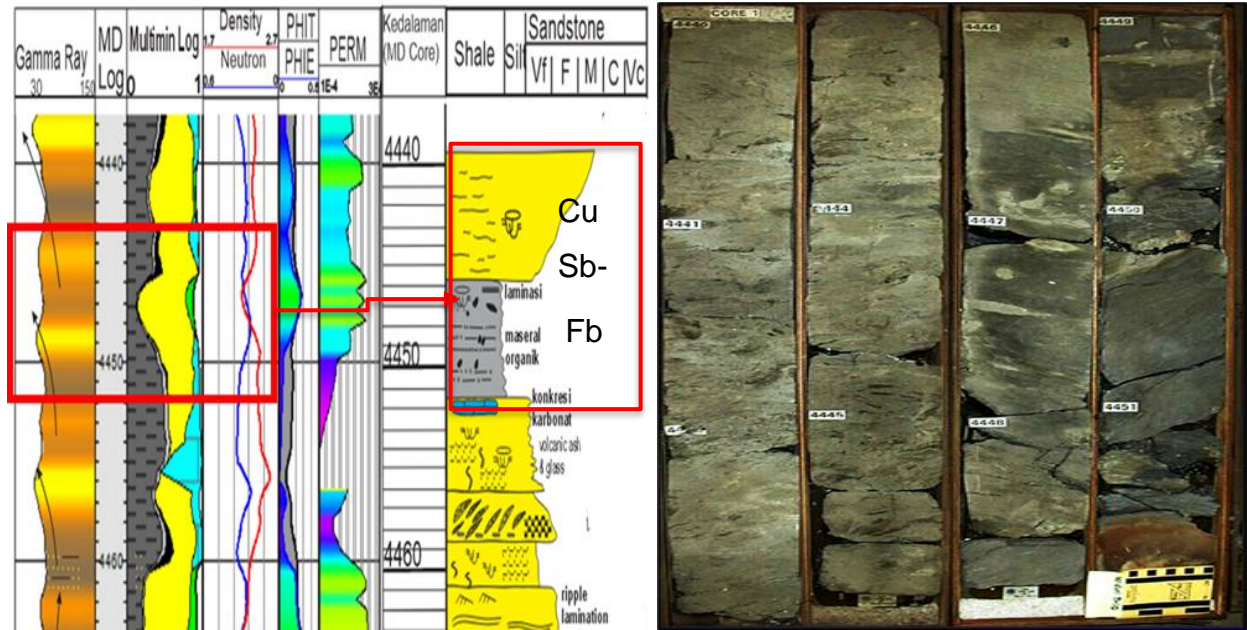 Gamma Ray
30 150
MD
Log
Multimin Log
0 1
Density
1.7 2.7
Neutron
0.6 0
PHIT
PHIE
0 0.5
PERM
1E-4 3E
Kedalaman
(MD Core)
Shale
Silt
Sandstone
Vf F M C Vc
4440
4450
4460
4440
4450
4460
Cu
Sb-
Fb
laminasi
maseral
organik
konkresi
karbonat
volcanic ash
& glass
ripple
lamination
CORE 1
4440
4441
4444
4445
4446
4447
4448
4449
4450
4451